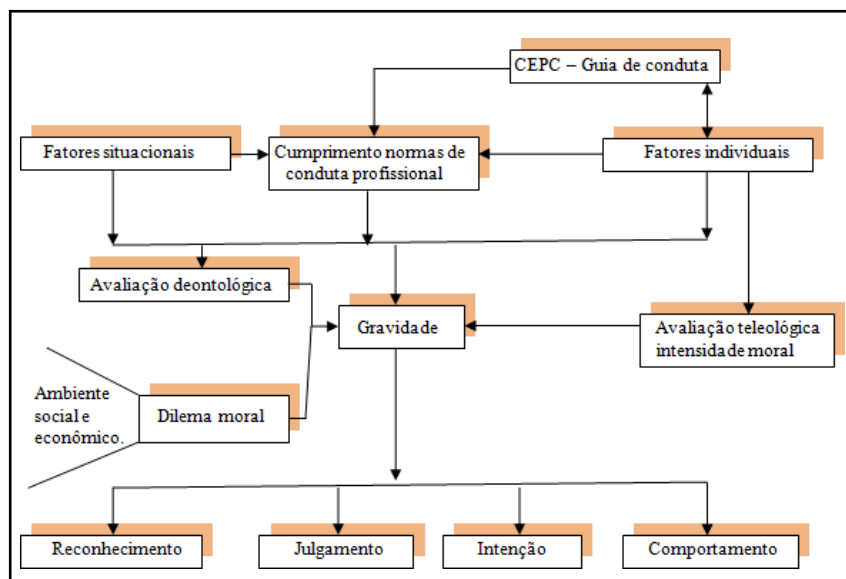 CEPC – Guia de conduta
Fatores situacionais
Cumprimento normas de
conduta profissional
Fatores individuais
Avaliação deontológica
Gravidade
Avaliação teleológica
intensidade moral
Ambiente
social e
econômico.
Dilema moral
Reconhecimento
Julgamento
Intenção
Comportamento